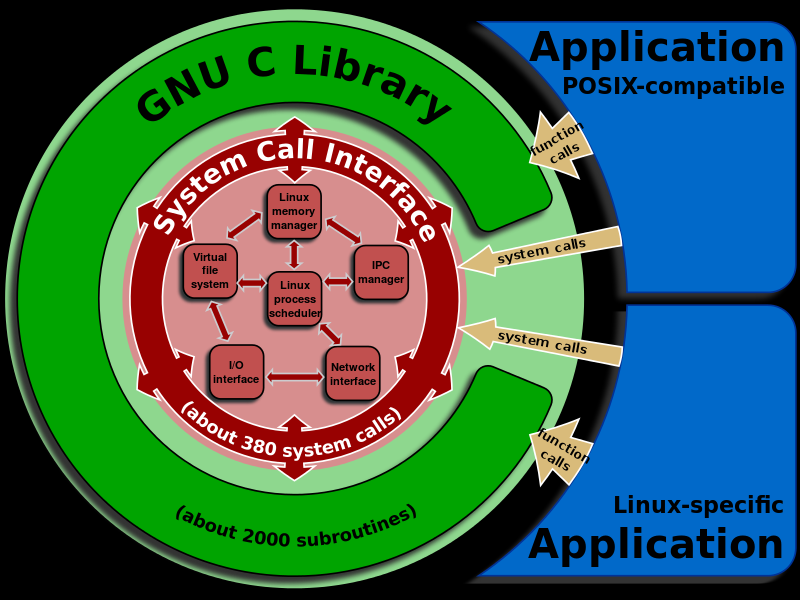 GNU C Library
System Call Interface
Linux
memory
manager
Virtual
file
system
IPC
manager
Linux
process
scheduler
I/O
interface
Network
interface
(about 380 system calls)
(about 2000 subroutines)
Application
POSIX-compatible
function
calls
system calls
system calls
function
calls
Linux-specific
Application